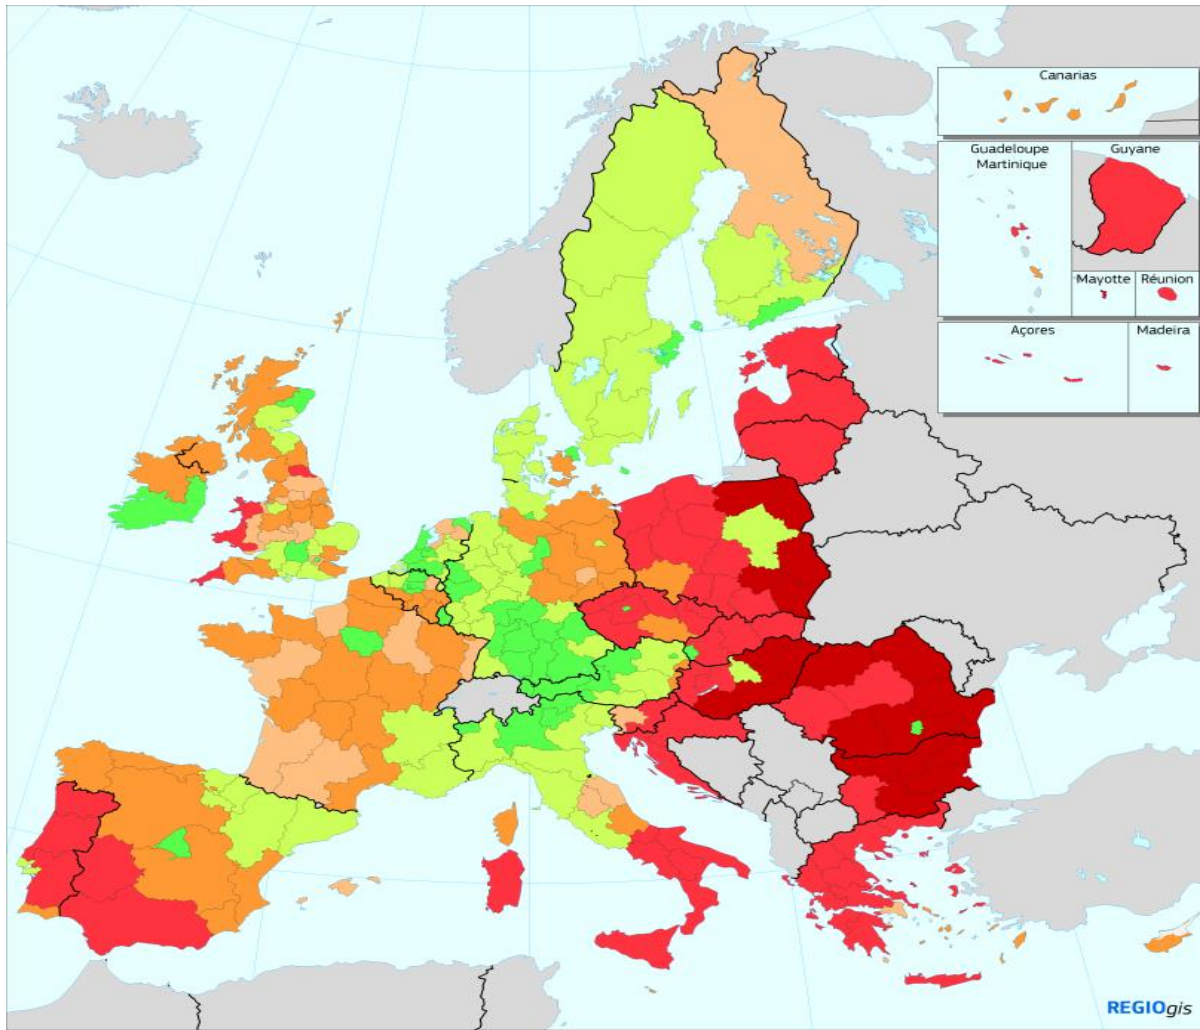 Canarias
Guadeloupe
Martinique
Guyane
Mayotte
Réunion
Açores
Madeira
REGIOgis